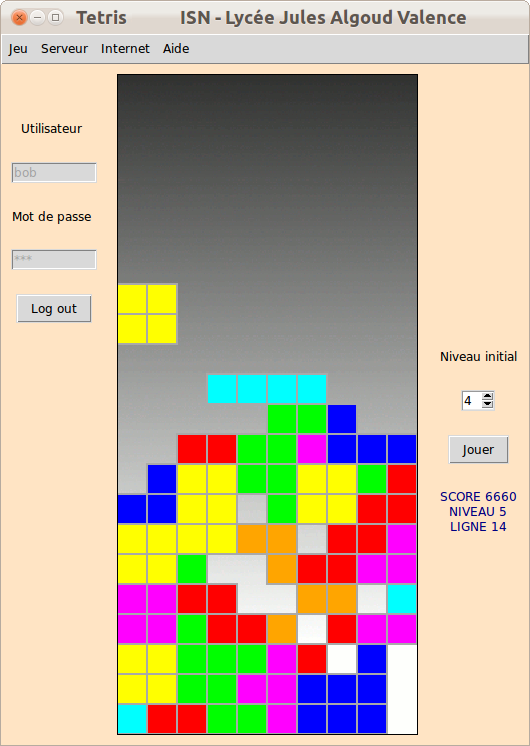 Tetris ISN - Lycée Jules Algoud Valence
Jeu Serveur Internet Aide
Utilisateur
bob
Mot de passe
***
Log out
Niveau initial
4
Jouer
SCORE 6660
NIVEAU 5
LIGNE 14